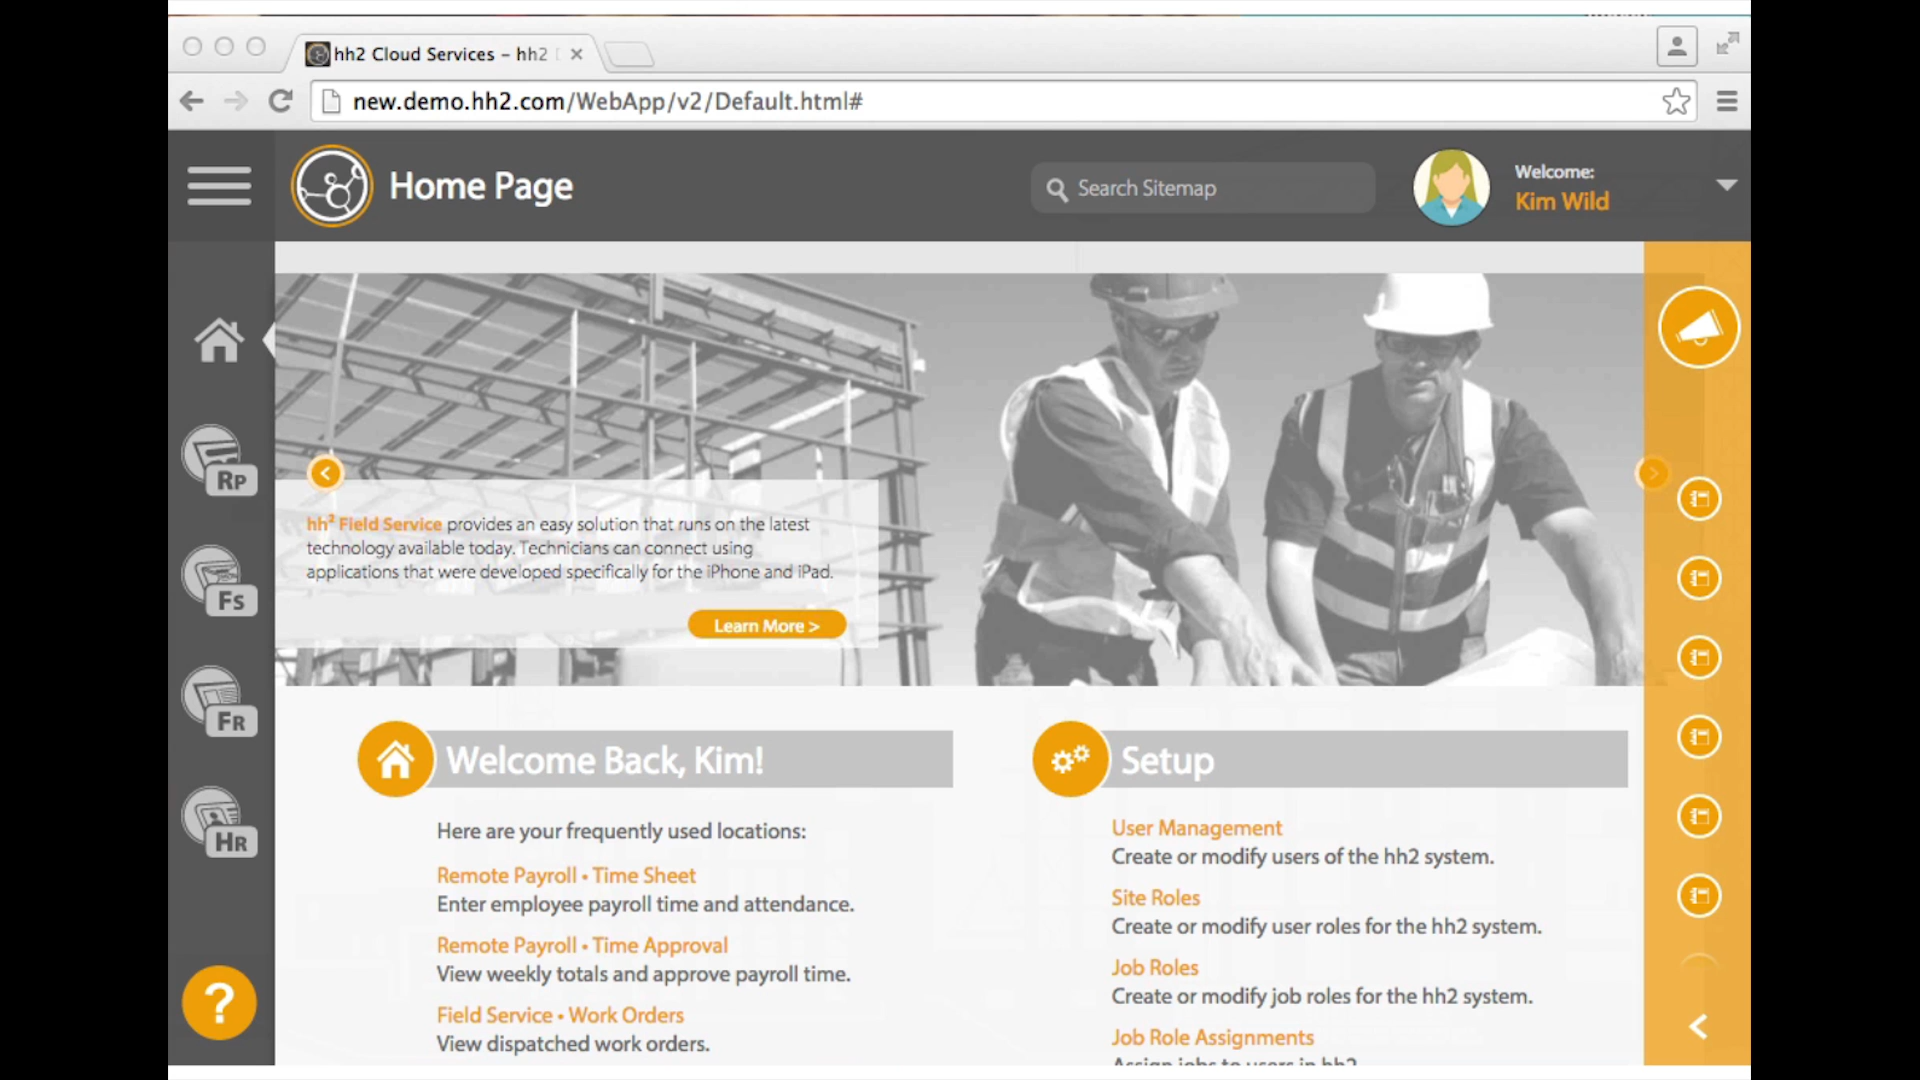 hh2 Cloud Services – hh2
new.demo.hh2.com/WebApp/v2/Default.html#
Home Page
Search Sitemap
Welcome:
Kim Wild
RP
FS
FR
HR
hh² Field Service provides an easy solution that runs on the latest
technology available today. Technicians can connect using
applications that were developed specifically for the iPhone and iPad.
Learn More >
Welcome Back, Kim!
Here are your frequently used locations:
Remote Payroll • Time Sheet
Enter employee payroll time and attendance.
Remote Payroll • Time Approval
View weekly totals and approve payroll time.
Field Service • Work Orders
View dispatched work orders.
Setup
User Management
Create or modify users of the hh2 system.
Site Roles
Create or modify user roles for the hh2 system.
Job Roles
Create or modify job roles for the hh2 system.
Job Role Assignments
Assign jobs to users in hh2
?